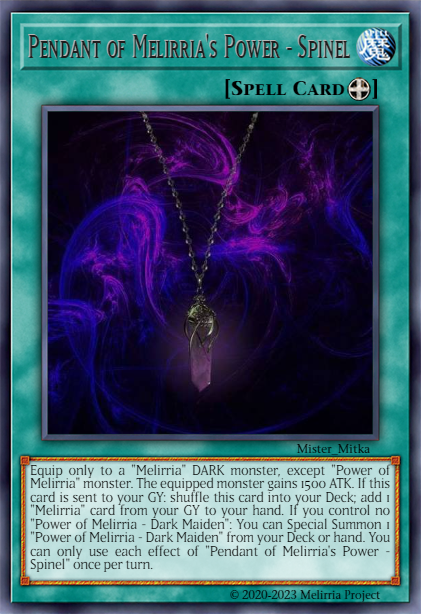 Pendant of Melirria's Power - Spinel
魔
[Spell Card]
Mister_Mitka
Equip only to a "Melirria" DARK monster, except "Power of
Melirria" monster. The equipped monster gains 1500 ATK. If this
card is sent to your GY: shuffle this card into your Deck; add 1
"Melirria" card from your GY to your hand. If you control no
"Power of Melirria - Dark Maiden": You can Special Summon 1
"Power of Melirria - Dark Maiden" from your Deck or hand. You
can only use each effect of "Pendant of Melirria's Power -
Spinel" once per turn.
© 2020-2023 Melirria Project